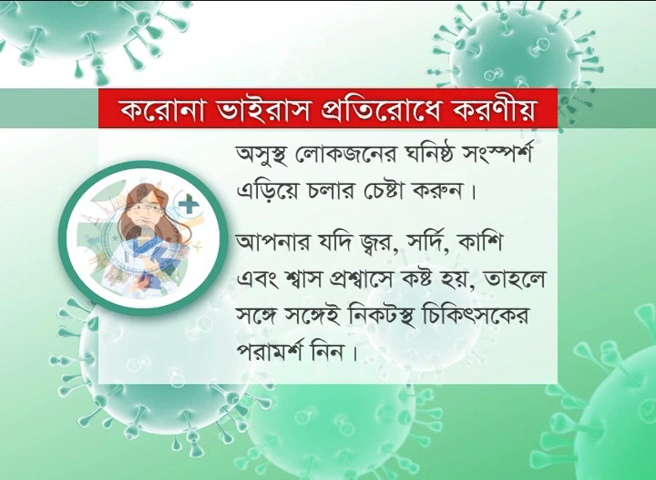 করোনা ভাইরাস প্রতিরোধে করণীয়
অসুস্থ লোকজনের ঘনিষ্ঠ সংস্পর্শ
এড়িয়ে চলার চেষ্টা করুন।
আপনার যদি জ্বর, সর্দি, কাশি
এবং শ্বাস প্রশ্বাসে কষ্ট হয়, তাহলে
সঙ্গে সঙ্গেই নিকটস্থ চিকিৎসকের
পরামর্শ নিন।